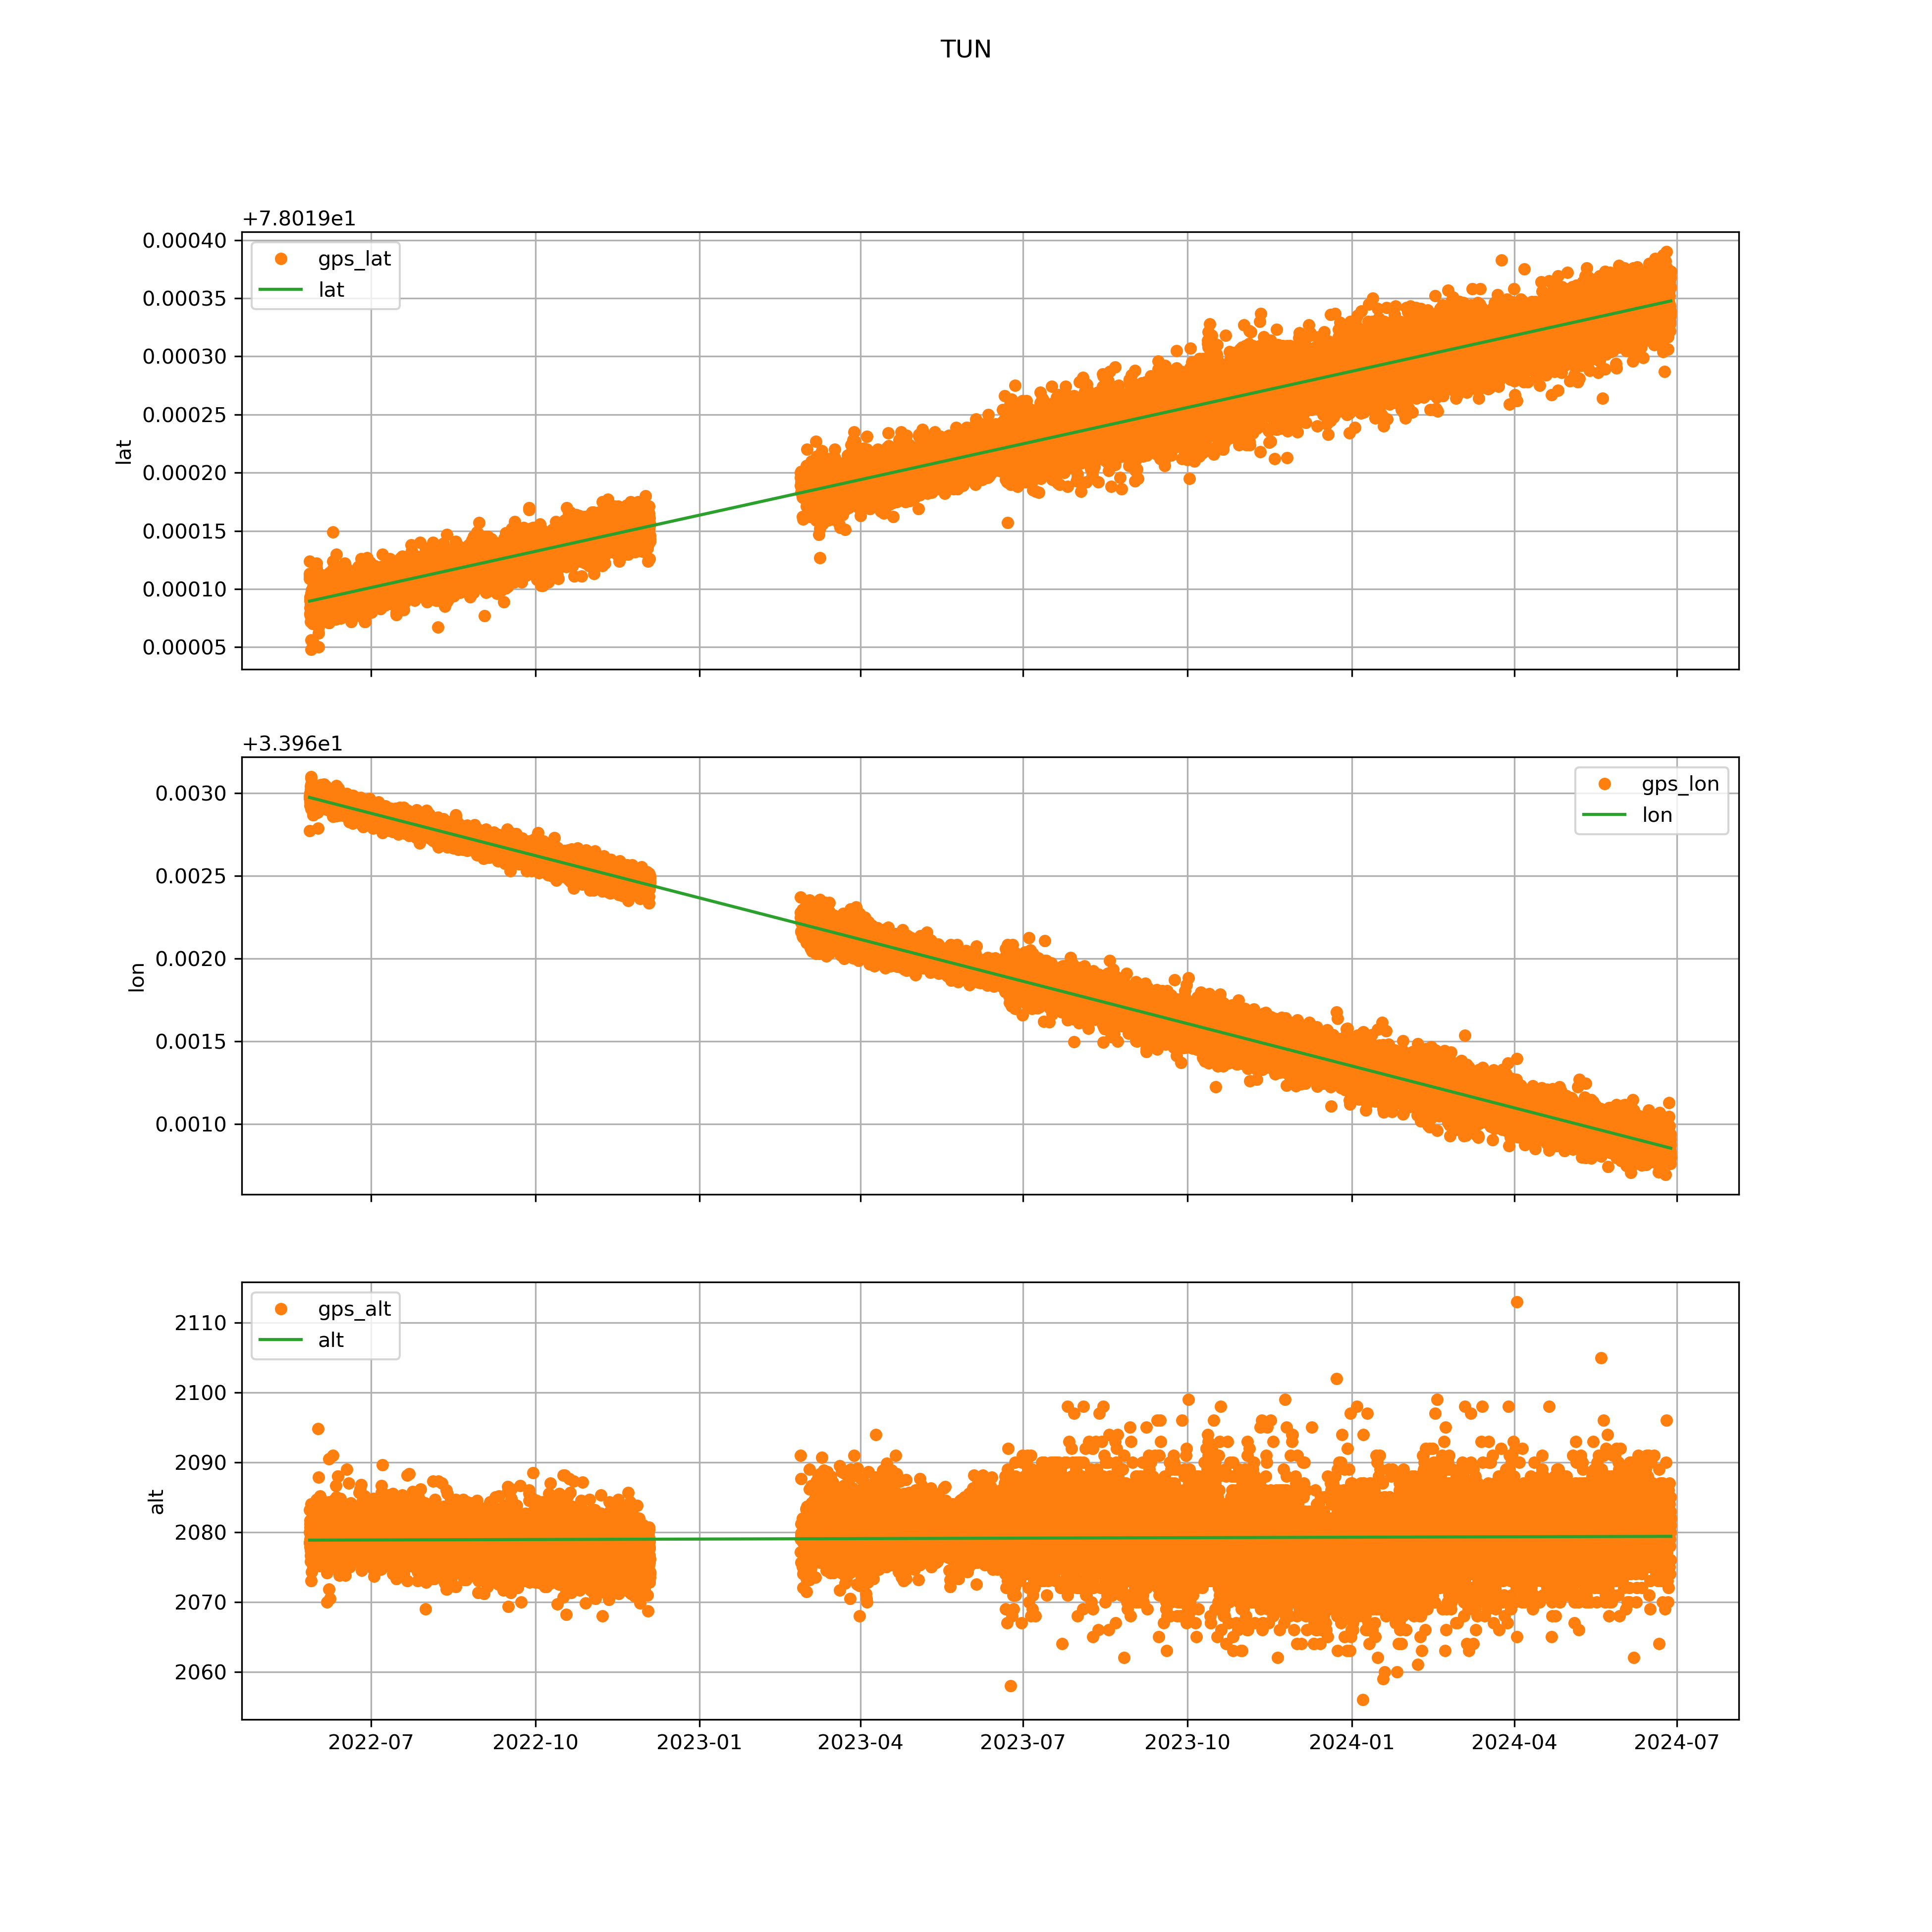 TUN
+7.8019e1
0.00040
0.00035
0.00030
0.00025
0.00020
0.00015
0.00010
0.00005
lat
gps_lat
lat
+3.396e1
0.0030
0.0025
0.0020
0.0015
0.0010
lon
gps_lon
lon
2110
2100
2090
2080
2070
2060
alt
gps_alt
alt
2022-07 2022-10 2023-01 2023-04 2023-07 2023-10 2024-01 2024-04 2024-07